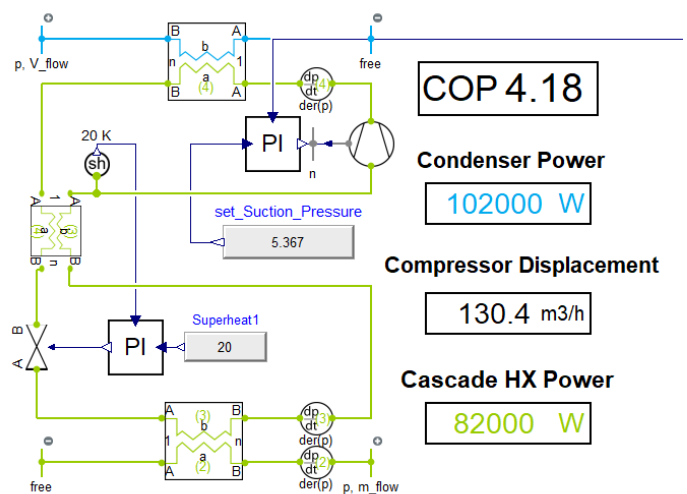 +
−
B
A
b
p, V_flow
n
1
free
a
B
(4)
A
dp
dt
(4)
der(p)
COP 4.18
20 K
sh
PI
n
Condenser Power
102000 W
A
1
A
a
b
B
n
B
set_Suction_Pressure
5.367
Compressor Displacement
130.4 m3/h
B
A
PI
Superheat1
20
Cascade HX Power
82000 W
A
(3)
B
b
dp
dt
(3)
der(p)
1
n
a
A
(2)
B
dp
dt
(2)
der(p)
−
+
free
p, m_flow